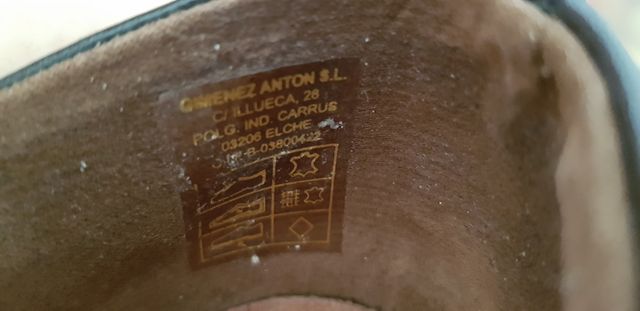 GIMENEZ ANTON S.L.
C/ ILLUECA, 28
POLG. IND. CARRUS
03206 ELCHE